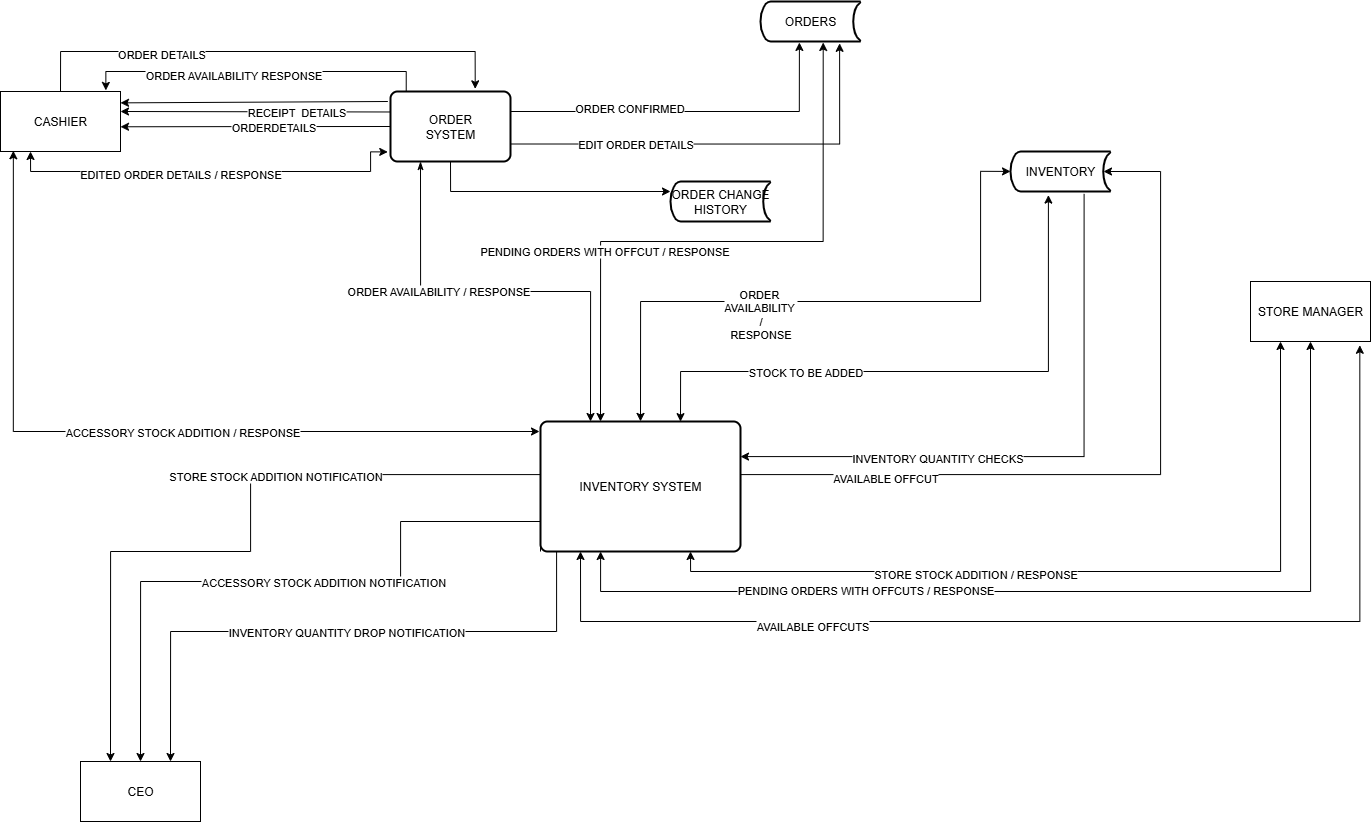 ORDERS
ORDER DETAILS
ORDER AVAILABILITY RESPONSE
CASHIER
RECEIPT DETAILS
ORDERDETAILS
ORDER
SYSTEM
ORDER CONFIRMED
EDIT ORDER DETAILS
EDITED ORDER DETAILS / RESPONSE
ORDER CHANGE
HISTORY
INVENTORY
PENDING ORDERS WITH OFFCUT / RESPONSE
ORDER AVAILABILITY / RESPONSE
ORDER
AVAILABILITY
/
RESPONSE
STORE MANAGER
STOCK TO BE ADDED
ACCESSORY STOCK ADDITION / RESPONSE
INVENTORY QUANTITY CHECKS
STORE STOCK ADDITION NOTIFICATION
AVAILABLE OFFCUT
INVENTORY SYSTEM
STORE STOCK ADDITION / RESPONSE
ACCESSORY STOCK ADDITION NOTIFICATION
PENDING ORDERS WITH OFFCUTS / RESPONSE
AVAILABLE OFFCUTS
INVENTORY QUANTITY DROP NOTIFICATION
CEO